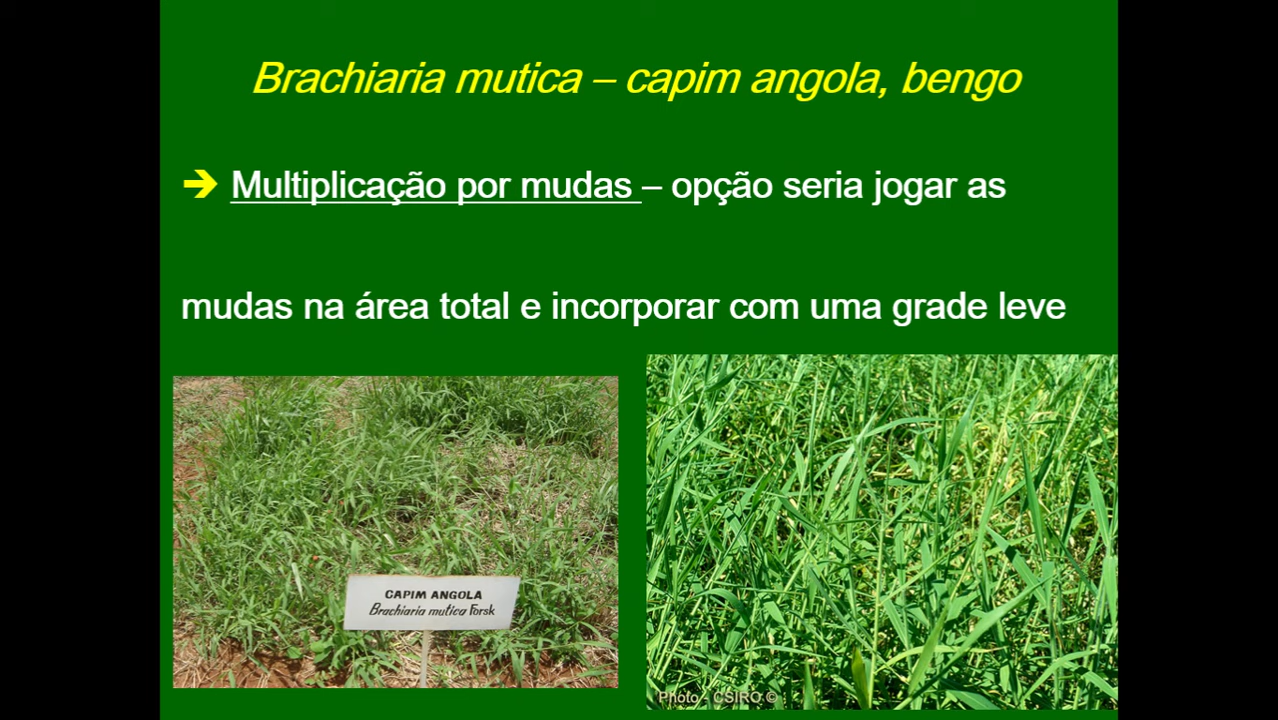 Brachiaria mutica – capim angola, bengo
➔ Multiplicação por mudas – opção seria jogar as
mudas na área total e incorporar com uma grade leve
CAPIM ANGOLA
Brachiaria mutica Forsk
Photo - CSIRO ©